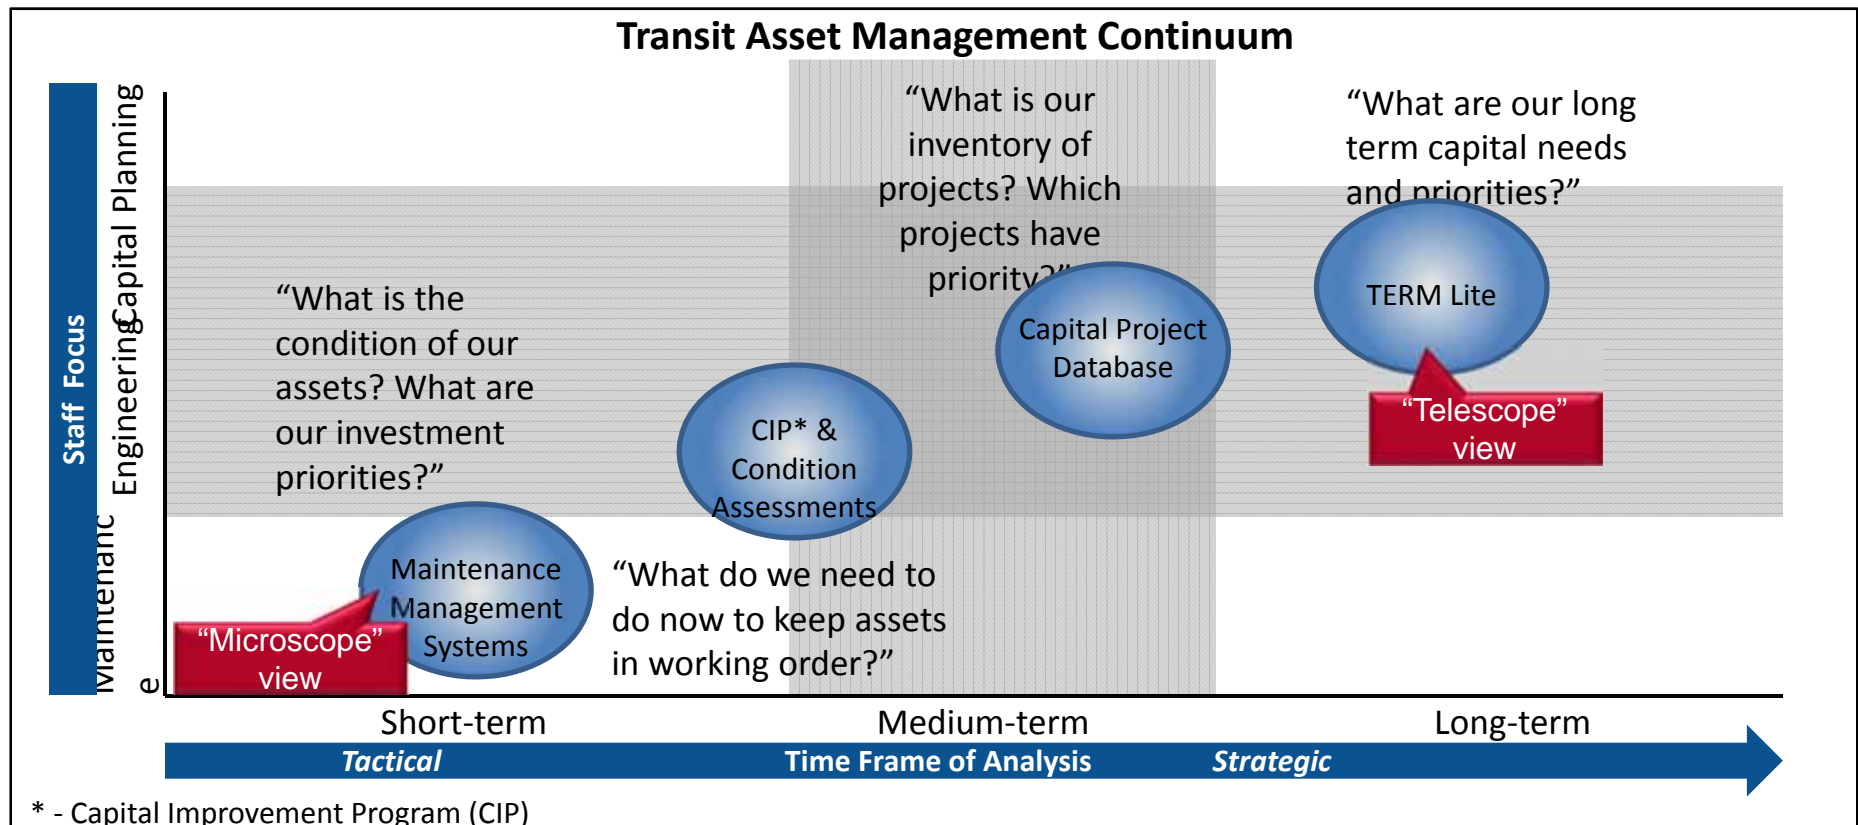 Transit Asset Management Continuum
Staff Focus
Capital Planning
Engineering
Maintenanc
e
“What is the
condition of our
assets? What are
our investment
priorities?”
“What is our
inventory of
projects? Which
projects have
priority?”
“What are our long
term capital needs
and priorities?”
TERM Lite
“Telescope”
view
Capital Project
Database
CIP* &
Condition
Assessments
Maintenance
Management
Systems
“Microscope”
view
“What do we need to
do now to keep assets
in working order?”
Short-term
Medium-term
Long-term
Tactical
Time Frame of Analysis
Strategic
* - Capital Improvement Program (CIP)